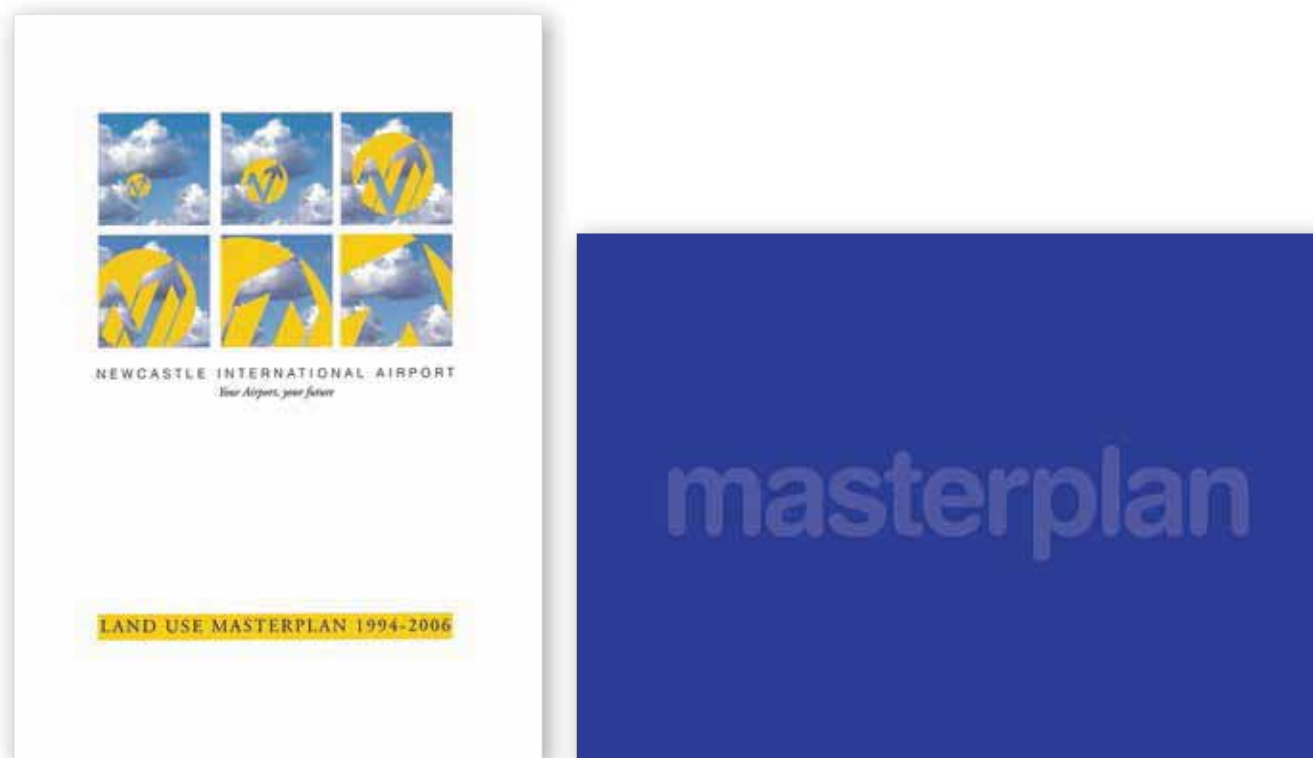 NEWCASTLE INTERNATIONAL AIRPORT
Your Airport, your future
LAND USE MASTERPLAN 1994-2006
masterplan